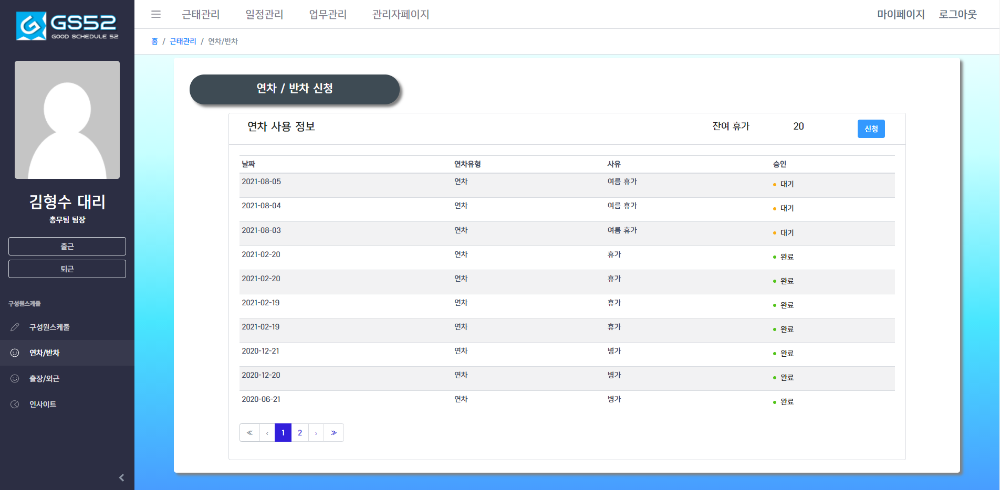 GS52
GOOD SCHEDULE 52
근태관리 일정관리 업무관리 관리자페이지 마이페이지 로그아웃
홈 / 근태관리 / 연차/반차
김형수 대리
총무팀 팀장
출근
퇴근
구성원스케줄
구성원스케줄
연차/반차
출장/외근
인사이트
연차 / 반차 신청
연차 사용 정보 잔여 휴가 20 신청
날짜 연차유형 사유 승인
2021-08-05 연차 여름 휴가 대기
2021-08-04 연차 여름 휴가 대기
2021-08-03 연차 여름 휴가 대기
2021-02-20 연차 휴가 완료
2021-02-20 연차 휴가 완료
2021-02-19 연차 휴가 완료
2021-02-19 연차 휴가 완료
2020-12-21 연차 병가 완료
2020-12-20 연차 병가 완료
2020-06-21 연차 병가 완료
≪ ‹ 1 2 › ≫